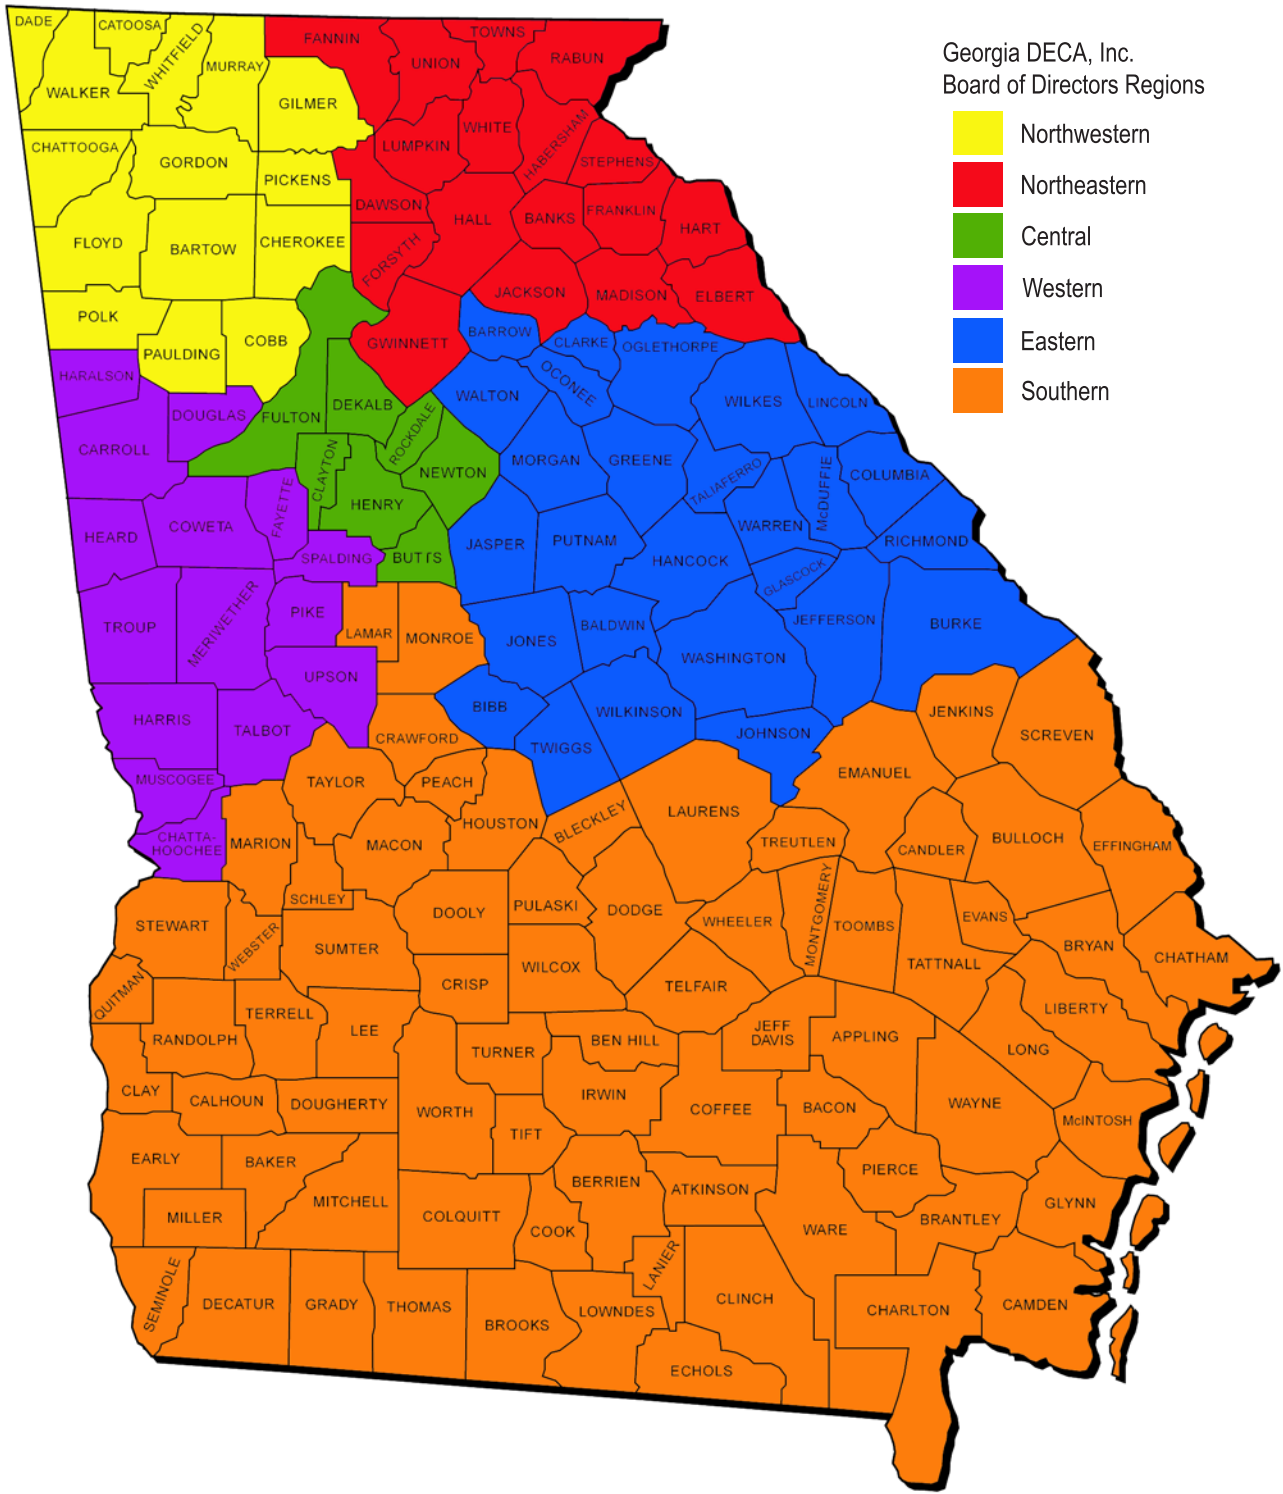 Georgia DECA, Inc.
Board of Directors Regions
Northwestern
Northeastern
Central
Western
Eastern
Southern
DADE
CATOOSA
WHITFIELD
MURRAY
WALKER
GILMER
FANNIN
UNION
TOWNS
RABUN
CHATTOOGA
GORDON
PICKENS
LUMPKIN
WHITE
HABERSHAM
STEPHENS
DAWSON
HALL
BANKS
FRANKLIN
HART
FLOYD
BARTOW
CHEROKEE
FORSYTH
JACKSON
MADISON
ELBERT
POLK
PAULDING
COBB
GWINNETT
BARROW
CLARKE
OGLETHORPE
HARALSON
DOUGLAS
FULTON
DEKALB
ROCKDALE
WALTON
OCONEE
WILKES
LINCOLN
CARROLL
CLAYTON
NEWTON
MORGAN
GREENE
TALIAFERRO
McDUFFIE
COLUMBIA
HEARD
COWETA
FAYETTE
HENRY
SPALDING
BUTTS
JASPER
PUTNAM
HANCOCK
WARREN
GLASCOCK
RICHMOND
TROUP
MERIWETHER
PIKE
LAMAR
MONROE
JONES
BALDWIN
WASHINGTON
JEFFERSON
BURKE
UPSON
HARRIS
TALBOT
CRAWFORD
BIBB
TWIGGS
WILKINSON
JOHNSON
JENKINS
SCREVEN
MUSCOGEE
TAYLOR
PEACH
HOUSTON
BLECKLEY
LAURENS
EMANUEL
CHATTA-
HOOCHEE
MARION
MACON
TREUTLEN
CANDLER
BULLOCH
EFFINGHAM
SCHLEY
STEWART
WEBSTER
SUMTER
DOOLY
PULASKI
DODGE
WHEELER
MONTGOMERY
TOOMBS
EVANS
TATTNALL
BRYAN
CHATHAM
QUITMAN
CRISP
WILCOX
TELFAIR
RANDOLPH
TERRELL
LEE
TURNER
BEN HILL
JEFF
DAVIS
APPLING
LONG
LIBERTY
CLAY
CALHOUN
DOUGHERTY
WORTH
IRWIN
COFFEE
BACON
WAYNE
McINTOSH
TIFT
EARLY
BAKER
MITCHELL
BERRIEN
ATKINSON
PIERCE
MILLER
COLQUITT
COOK
LANIER
WARE
BRANTLEY
GLYNN
SEMINOLE
DECATUR
GRADY
THOMAS
BROOKS
LOWNDES
CLINCH
CHARLTON
CAMDEN
ECHOLS